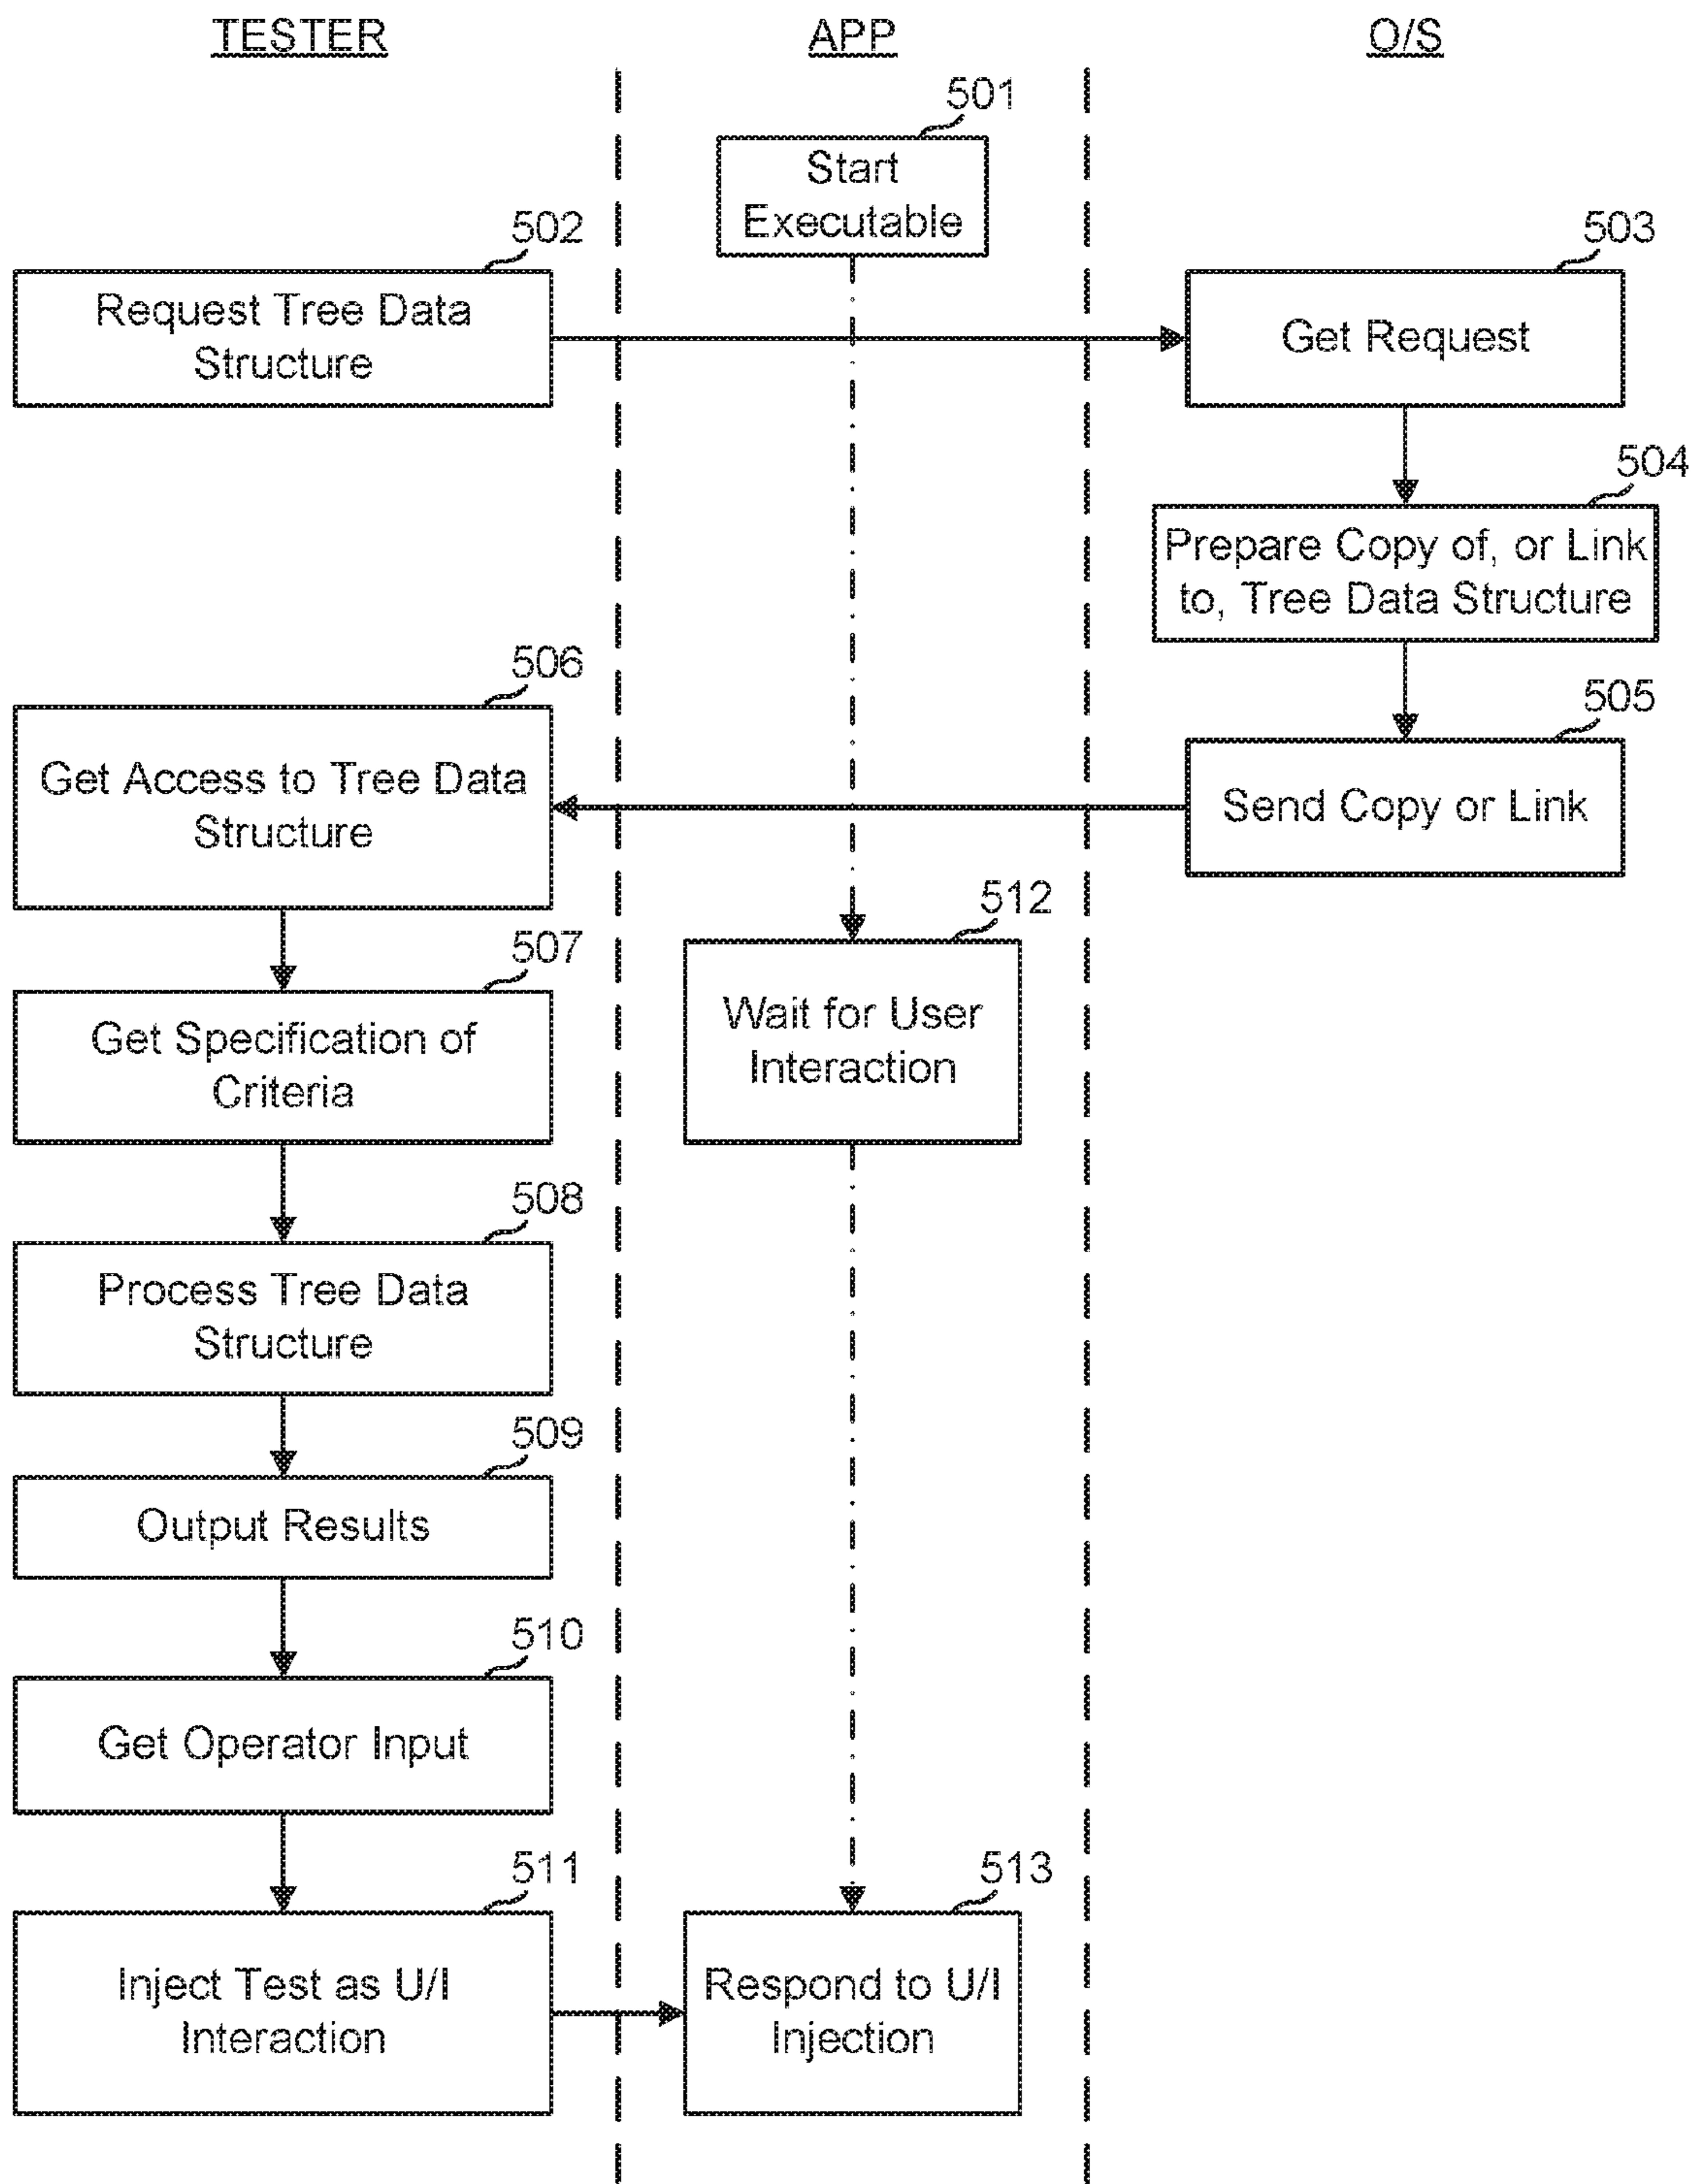 TESTER
APP
O/S
501
Start
Executable
502
Request Tree Data
Structure
503
Get Request
504
Prepare Copy of, or Link
to, Tree Data Structure
505
Send Copy or Link
506
Get Access to Tree Data
Structure
512
Wait for User
Interaction
507
Get Specification of
Criteria
508
Process Tree Data
Structure
509
Output Results
510
Get Operator Input
511
Inject Test as U/I
Interaction
513
Respond to U/I
Injection